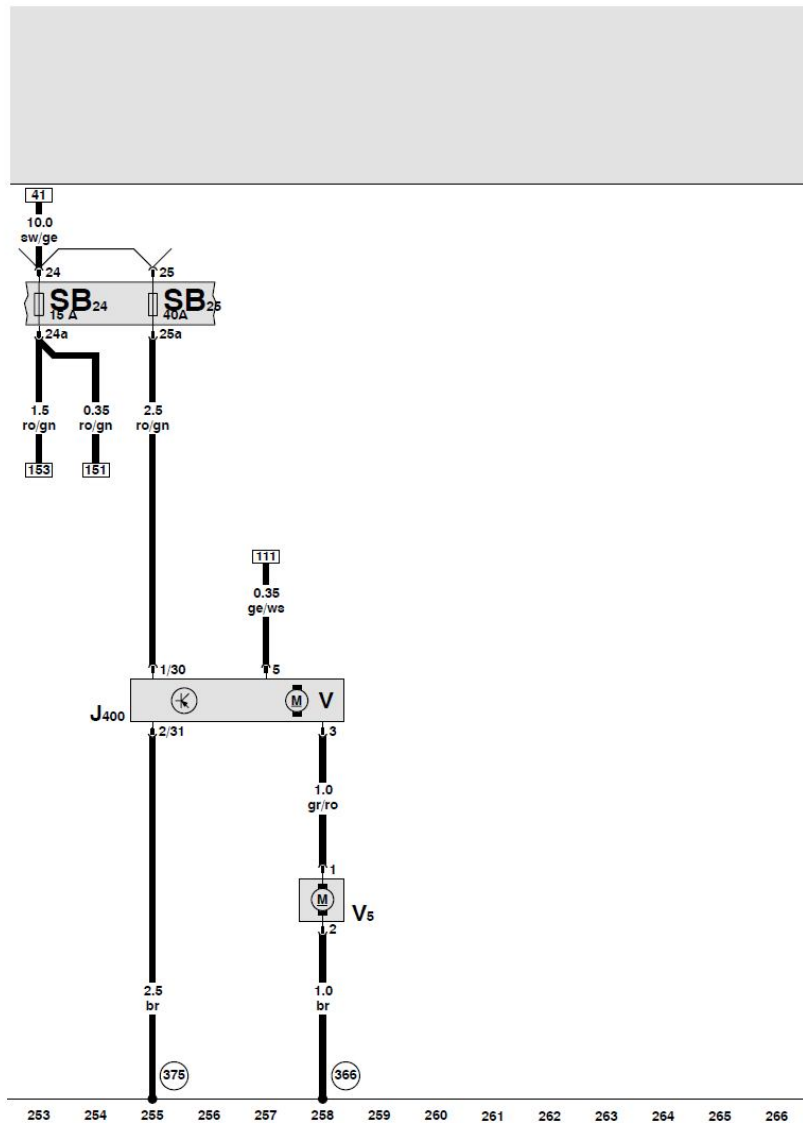 41
10.0
sw/ge
24 25
SB24 SB25
15 A 40A
24a 25a
1.5 0.35 2.5
ro/gn ro/gn ro/gn
153 151
111
0.35
ge/ws
1/30 5
M V
J400
2/31 3
1.0
gr/ro
1
M
V5
2
2.5 1.0
br br
375 366
253 254 255 256 257 258 259 260 261 262 263 264 265 266